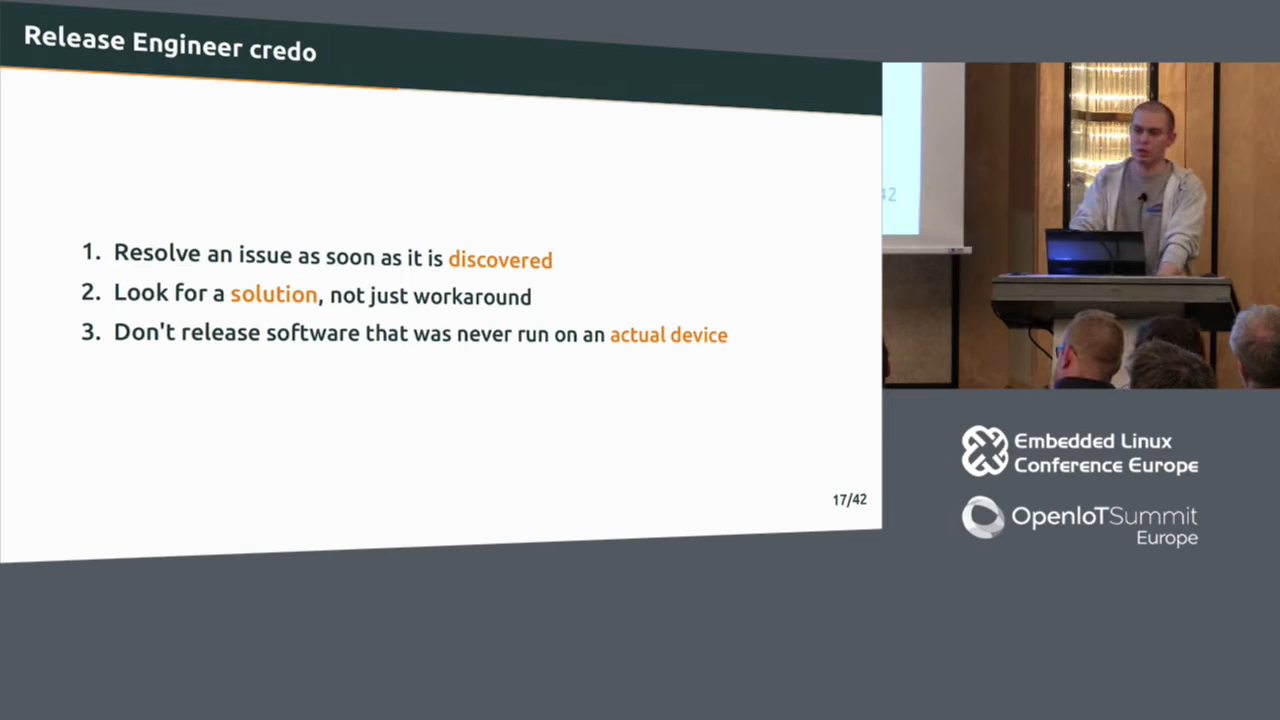 Release Engineer credo
1. Resolve an issue as soon as it is discovered
2. Look for a solution, not just workaround
3. Don't release software that was never run on an actual device
17/42
42
Embedded Linux
Conference Europe
OpenIoTSummit
Europe